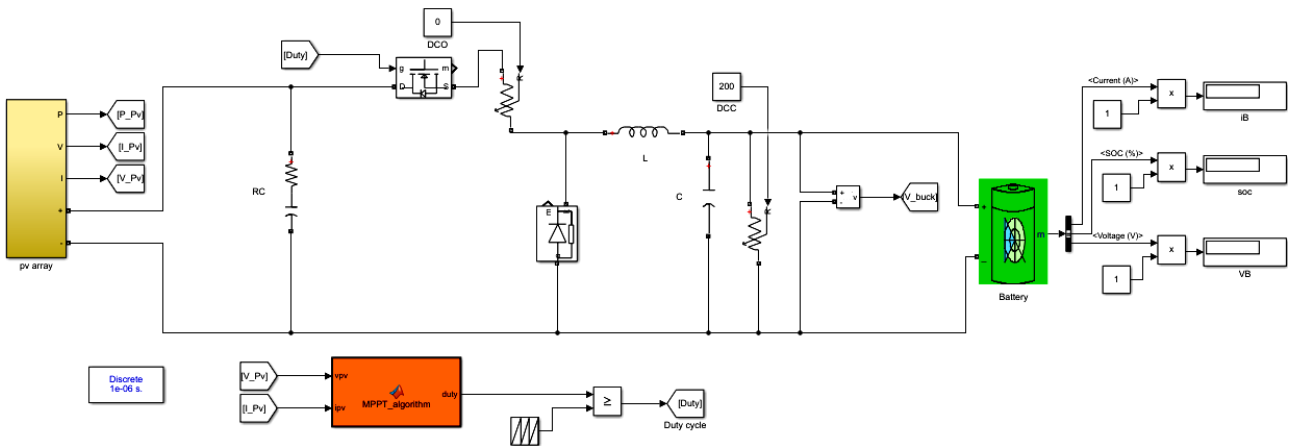 0
DCO
[Duty]
g
m
D
S
R
200
DCC
R
<Current (A)>
x
1
iB
<SOC (%)>
x
1
soc
<Voltage (V)>
x
1
VB
P
[P_Pv]
V
[I_Pv]
I
[V_Pv]
+
-
pv array
RC
E
L
C
+
-
v
[V_buck]
+
-
m
Battery
Discrete
1e-06 s.
[V_Pv]
vpv
[I_Pv]
ipv
MPPT_algorithm
duty
≥
[Duty]
Duty cycle